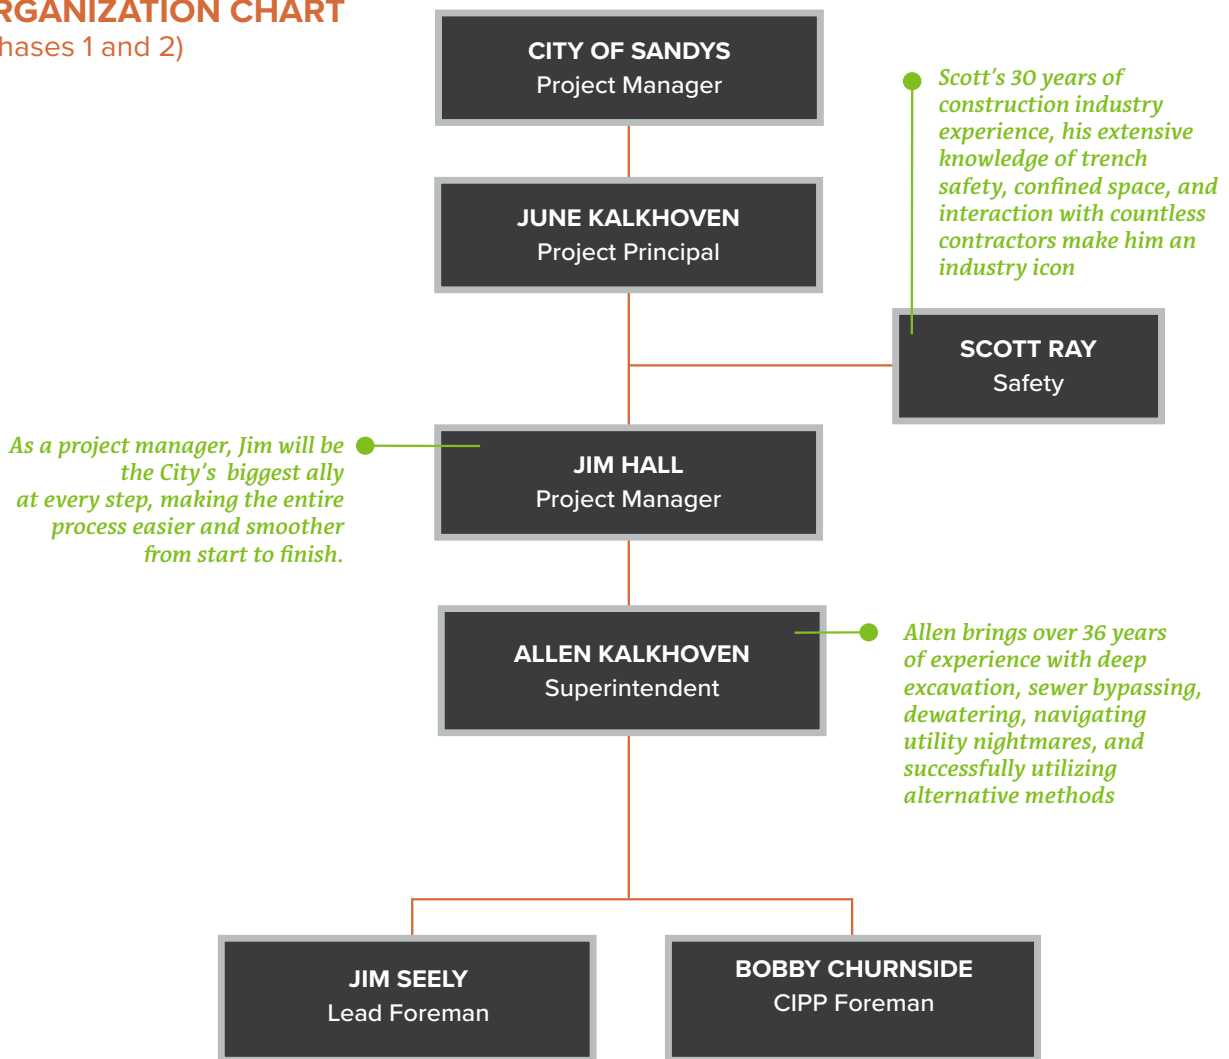 RGANIZATION CHART
hases 1 and 2)
CITY OF SANDYS
Project Manager
Scott’s 30 years of
construction industry
experience, his extensive
knowledge of trench
safety, confined space, and
interaction with countless
contractors make him an
industry icon
JUNE KALKHOVEN
Project Principal
SCOTT RAY
Safety
As a project manager, Jim will be
the City’s biggest ally
at every step, making the entire
process easier and smoother
from start to finish.
JIM HALL
Project Manager
ALLEN KALKHOVEN
Superintendent
Allen brings over 36 years
of experience with deep
excavation, sewer bypassing,
dewatering, navigating
utility nightmares, and
successfully utilizing
alternative methods
JIM SEELY
Lead Foreman
BOBBY CHURNSIDE
CIPP Foreman